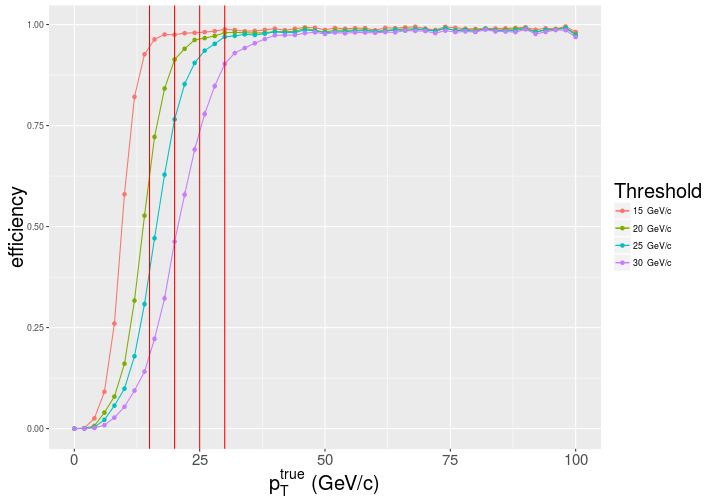 1.00
0.75
0.50
0.25
0.00
efficiency
0
25
50
75
100
p_T^true (GeV/c)
Threshold
15 GeV/c
20 GeV/c
25 GeV/c
30 GeV/c